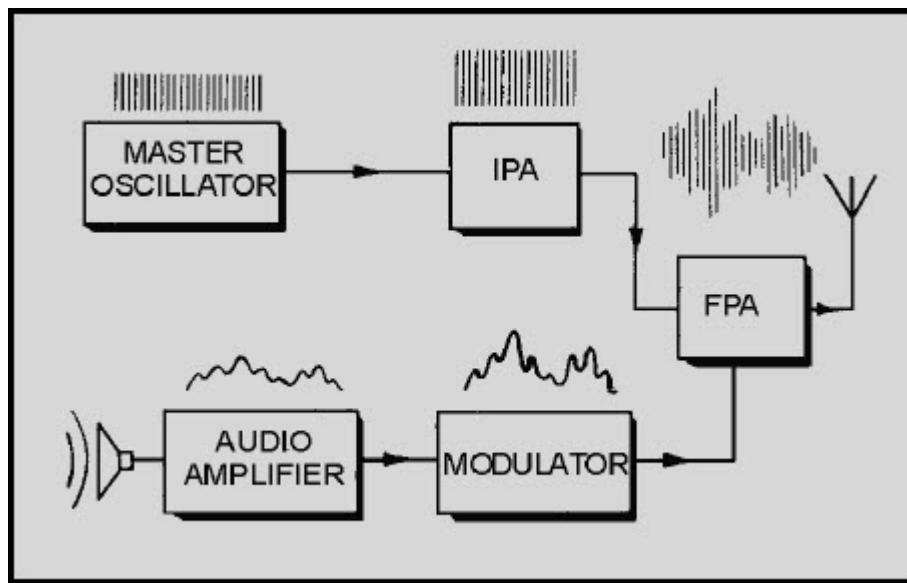 MASTER
OSCILLATOR
IPA
FPA
AUDIO
AMPLIFIER
MODULATOR